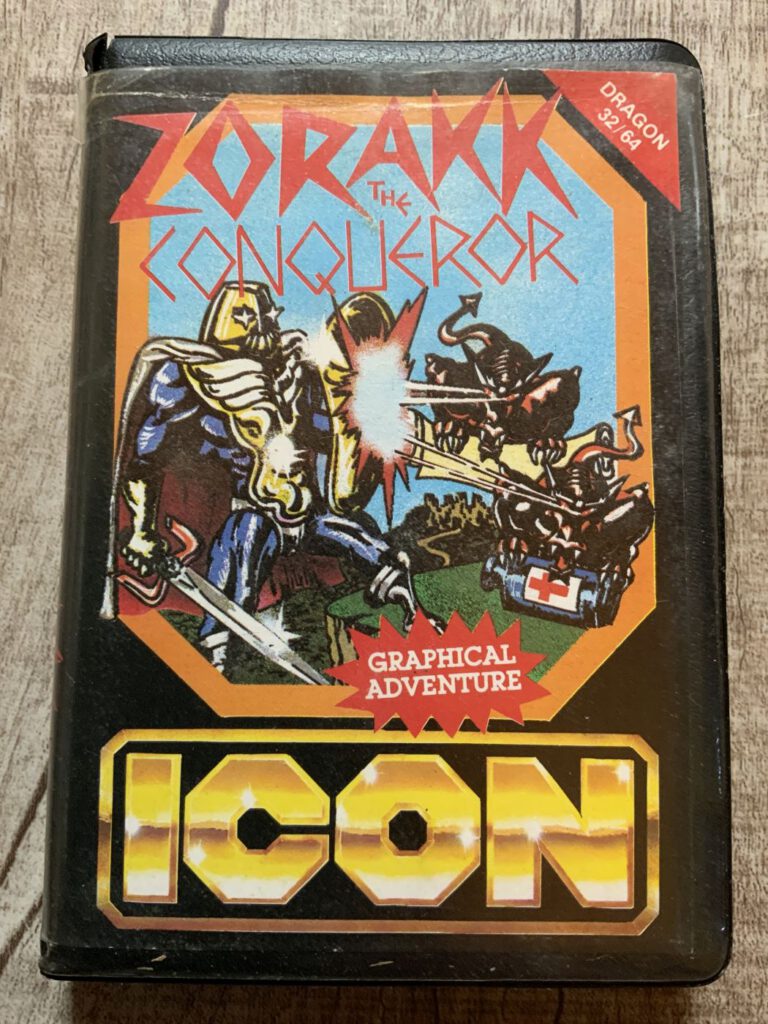 DRAGON
32/64
ZORAKK
THE
CONQUEROR
GRAPHICAL
ADVENTURE
ICON